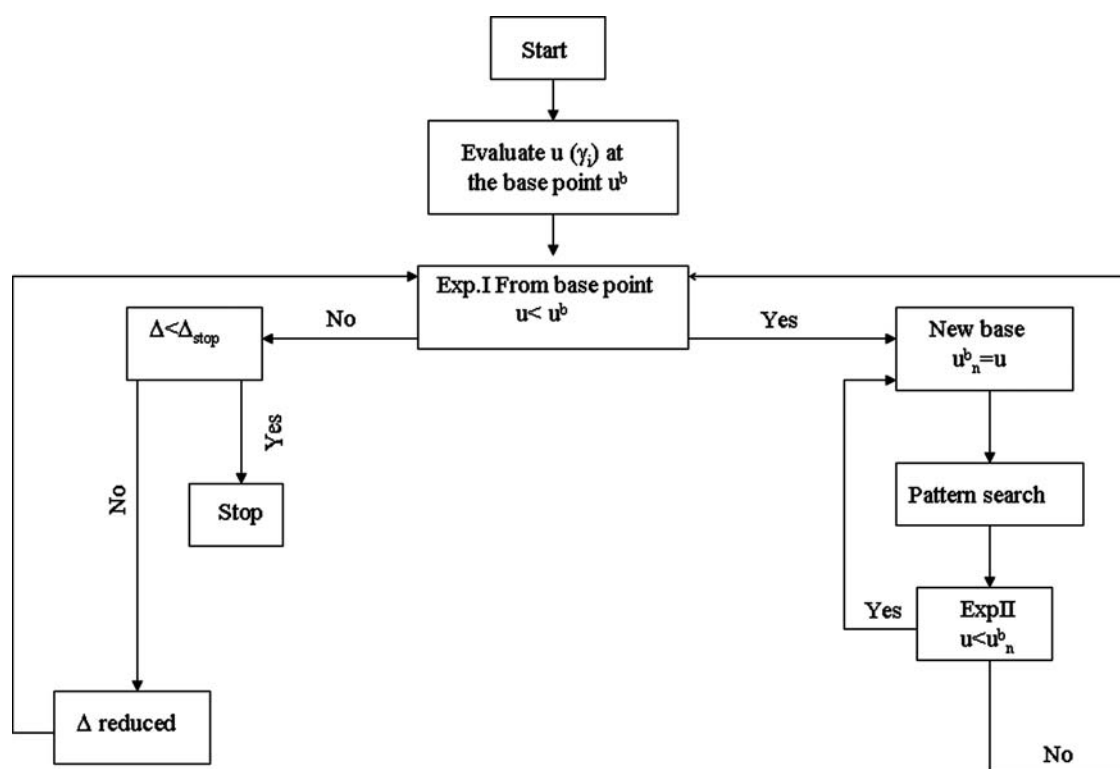 Start
Evaluate u (γᵢ) at
the base point uᵇ
Exp.I From base point
u< uᵇ
No
Yes
Δ<Δstop
New base
uᵇₙ=u
Yes
No
Stop
Pattern search
Yes
ExpII
u<uᵇₙ
Δ reduced
No